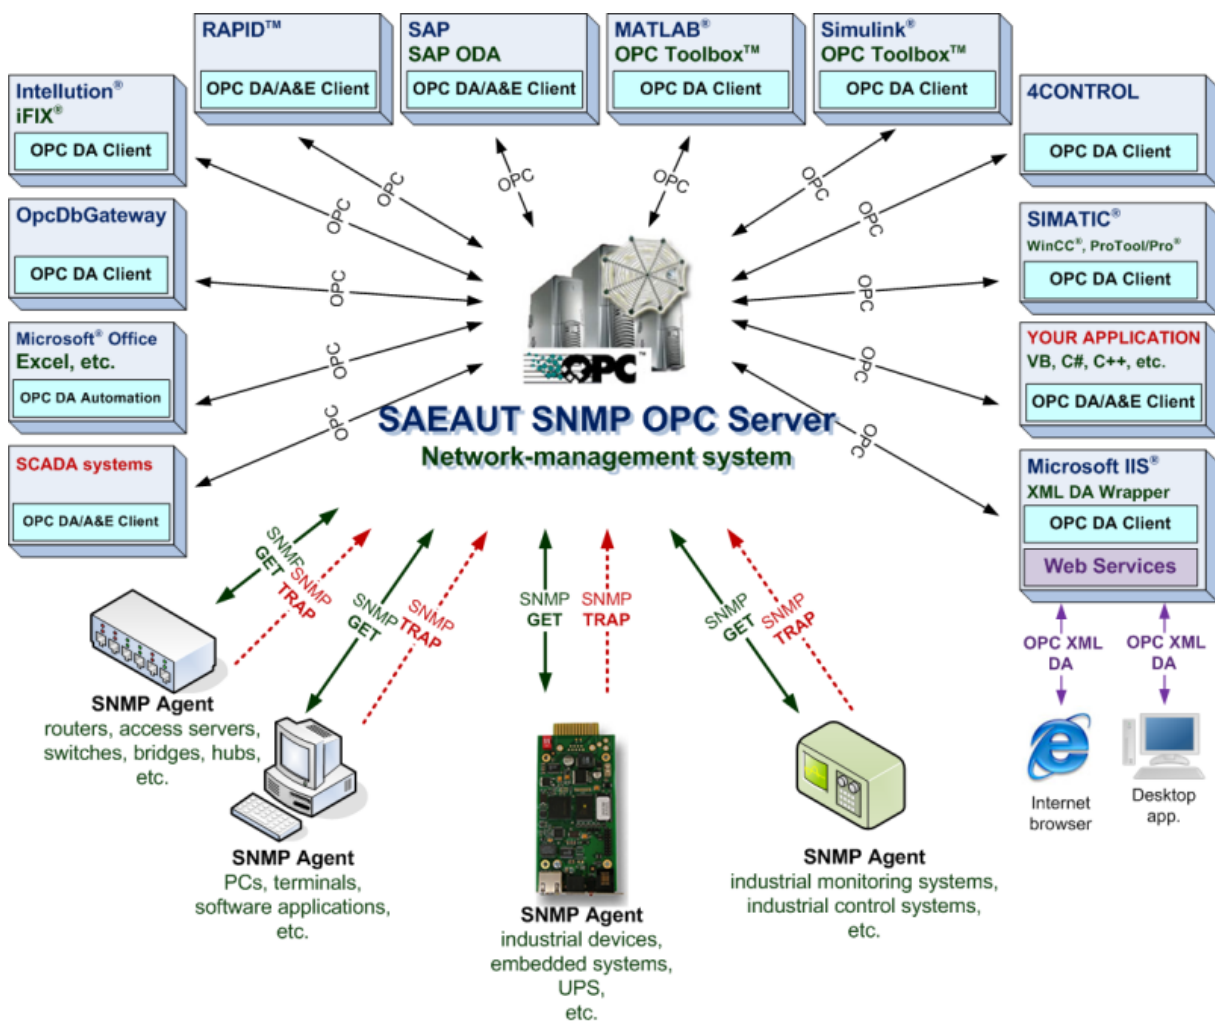 RAPID™
OPC DA/A&E Client
SAP
SAP ODA
OPC DA/A&E Client
MATLAB®
OPC Toolbox™
OPC DA Client
Simulink®
OPC Toolbox™
OPC DA Client
Intellution®
iFIX®
OPC DA Client
4CONTROL
OPC DA Client
OpcDbGateway
OPC DA Client
SIMATIC®
WinCC®, ProTool/Pro®
OPC DA Client
Microsoft® Office
Excel, etc.
OPC DA Automation
YOUR APPLICATION
VB, C#, C++, etc.
OPC DA/A&E Client
SCADA systems
OPC DA/A&E Client
Microsoft IIS®
XML DA Wrapper
OPC DA Client
Web Services
OPC
OPC
OPC
OPC
OPC
OPC
OPC
OPC
OPC
OPC
OPC
OPC
OPC
OPC™
SAEAUT SNMP OPC Server
Network-management system
SNMP
GET
SNMP
TRAP
SNMP
GET
SNMP
TRAP
SNMP
GET
SNMP
TRAP
SNMP
GET
SNMP
TRAP
OPC XML
DA
OPC XML
DA
SNMP Agent
routers, access servers,
switches, bridges, hubs,
etc.
SNMP Agent
PCs, terminals,
software applications,
etc.
SNMP Agent
industrial devices,
embedded systems,
UPS,
etc.
SNMP Agent
industrial monitoring systems,
industrial control systems,
etc.
Internet
browser
Desktop
app.